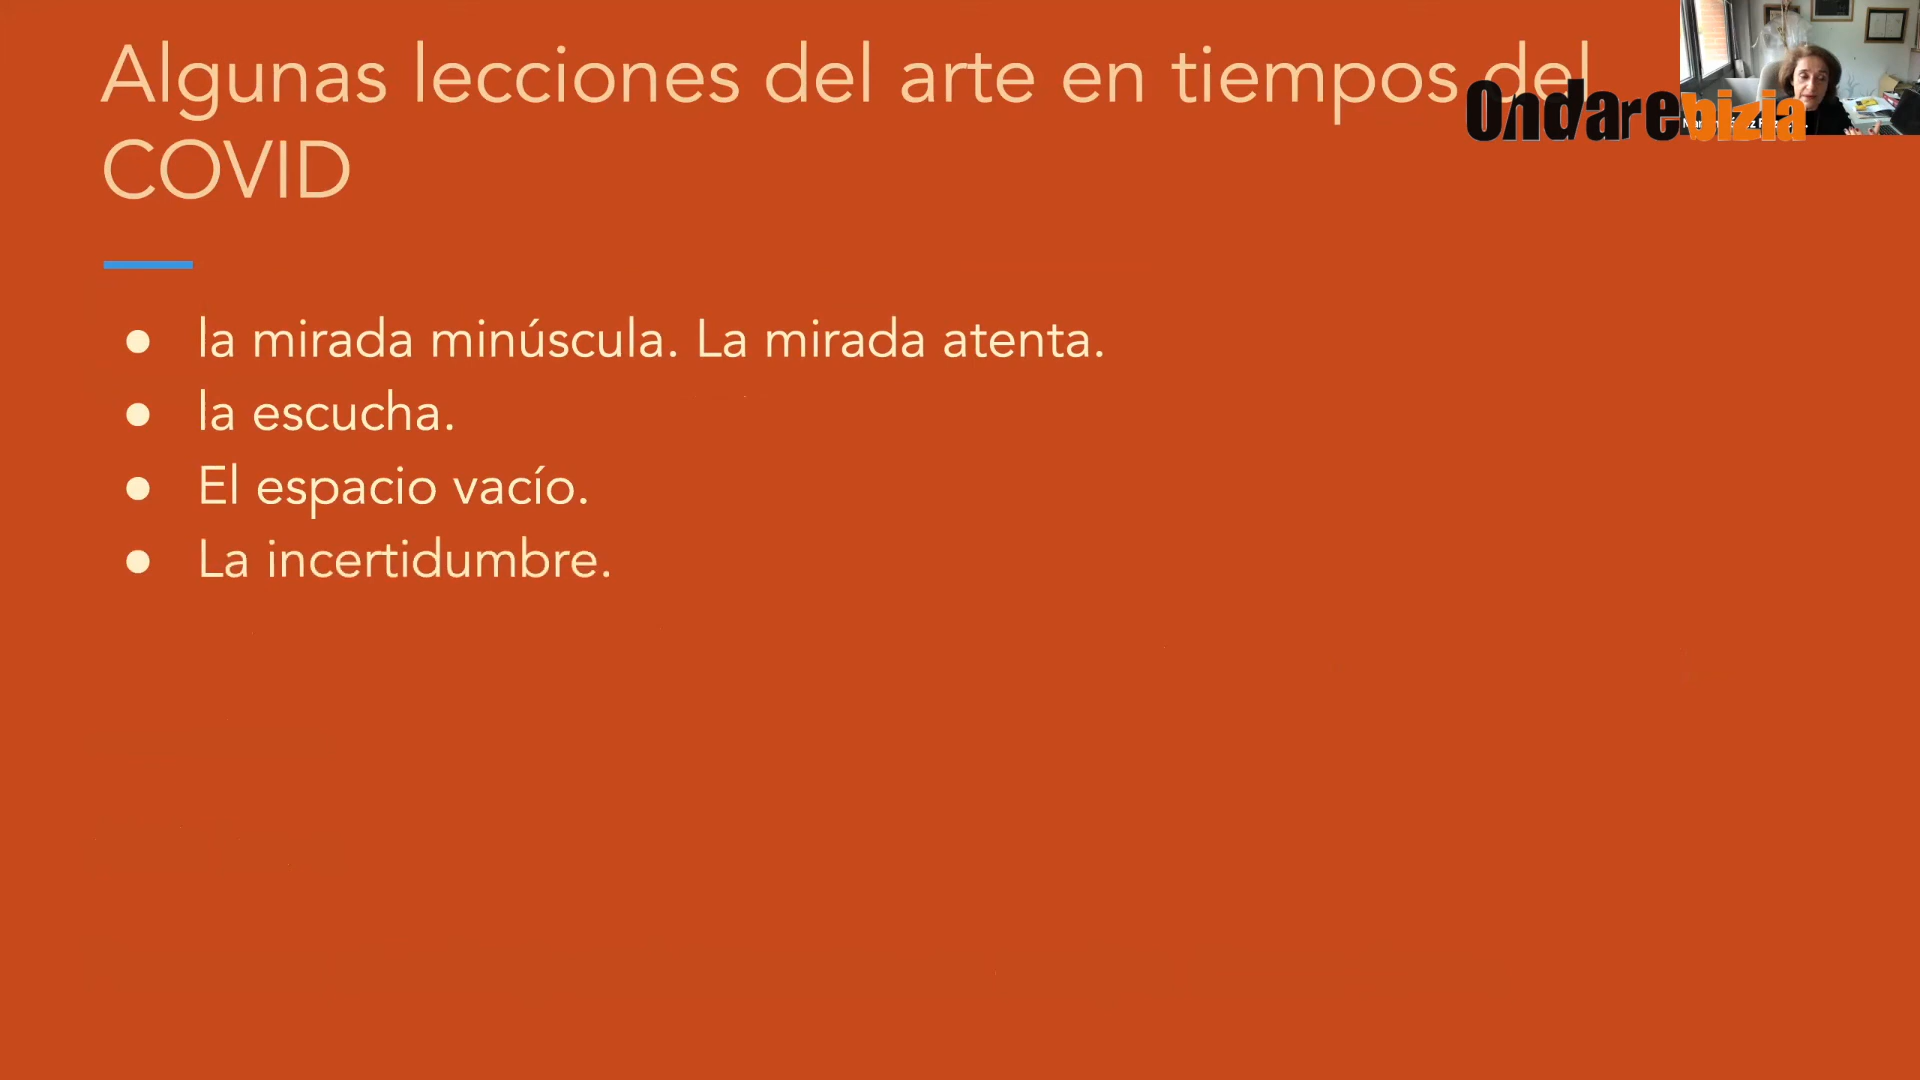 Algunas lecciones del arte en tiempos del
COVID
Ondarebizia
● la mirada minúscula. La mirada atenta.
● la escucha.
● El espacio vacío.
● La incertidumbre.